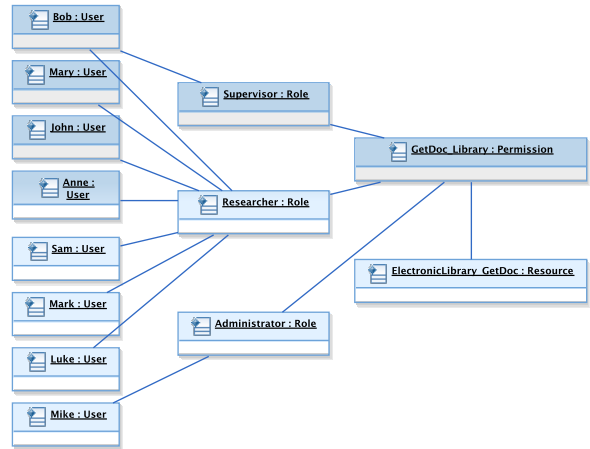 Bob : User
Mary : User
John : User
Anne :
User
Sam : User
Mark : User
Luke : User
Mike : User
Supervisor : Role
Researcher : Role
Administrator : Role
GetDoc_Library : Permission
ElectronicLibrary_GetDoc : Resource